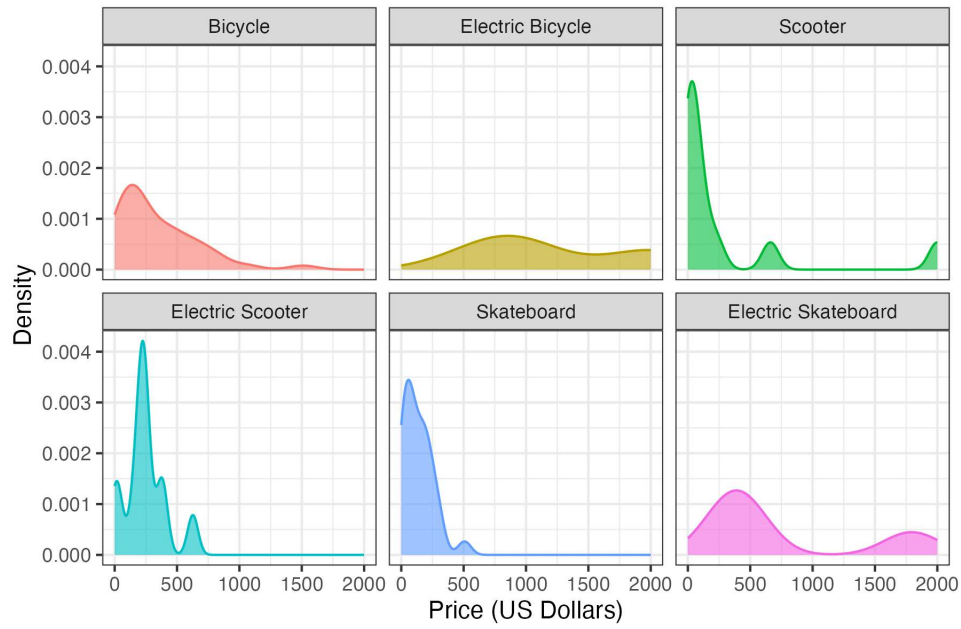 Bicycle Electric Bicycle Scooter
0.004
0.003
0.002
0.001
0.000
Density
Electric Scooter Skateboard Electric Skateboard
0.004
0.003
0.002
0.001
0.000
0 500 1000 1500 2000 0 500 1000 1500 2000 0 500 1000 1500 2000
Price (US Dollars)